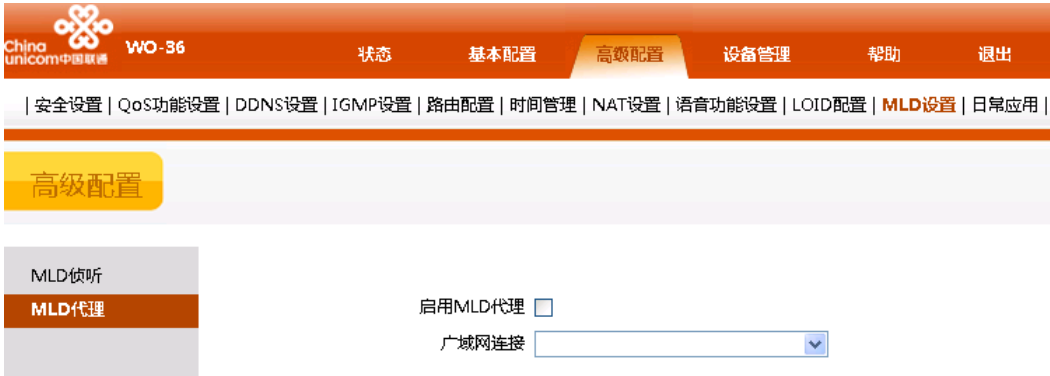 China
unicom中国联通
WO-36 状态 基本配置 高级配置 设备管理 帮助 退出
| 安全设置 | QoS功能设置 | DDNS设置 | IGMP设置 | 路由配置 | 时间管理 | NAT设置 | 语音功能设置 | LOID配置 | MLD设置 | 日常应用 |
高级配置
MLD侦听
MLD代理
启用MLD代理
广域网连接